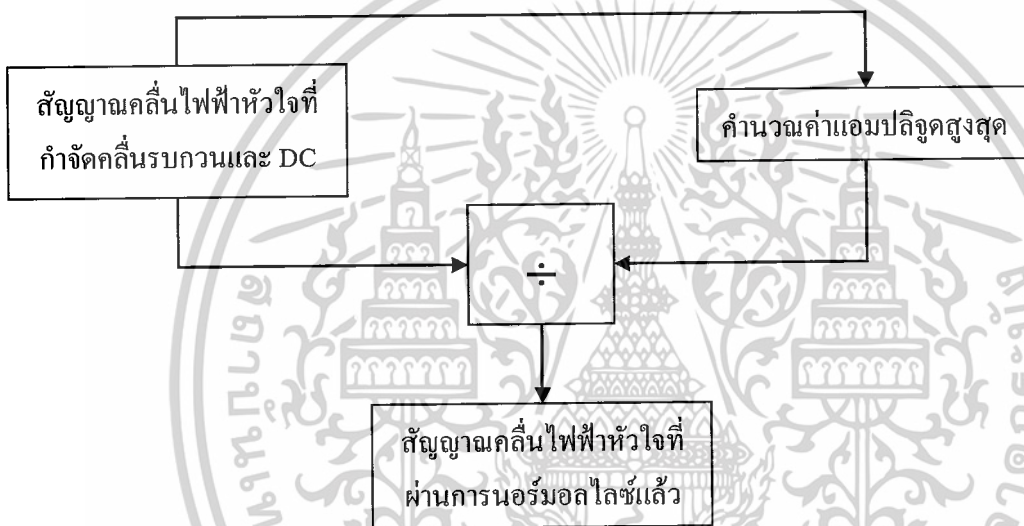 สัญญาณคลื่นไฟฟ้าหัวใจที่
กำจัดคลื่นรบกวนและ DC
คำนวณค่าแอมปลิจูดสูงสุด
÷
สัญญาณคลื่นไฟฟ้าหัวใจที่
ผ่านการนอร์มอลไลซ์แล้ว